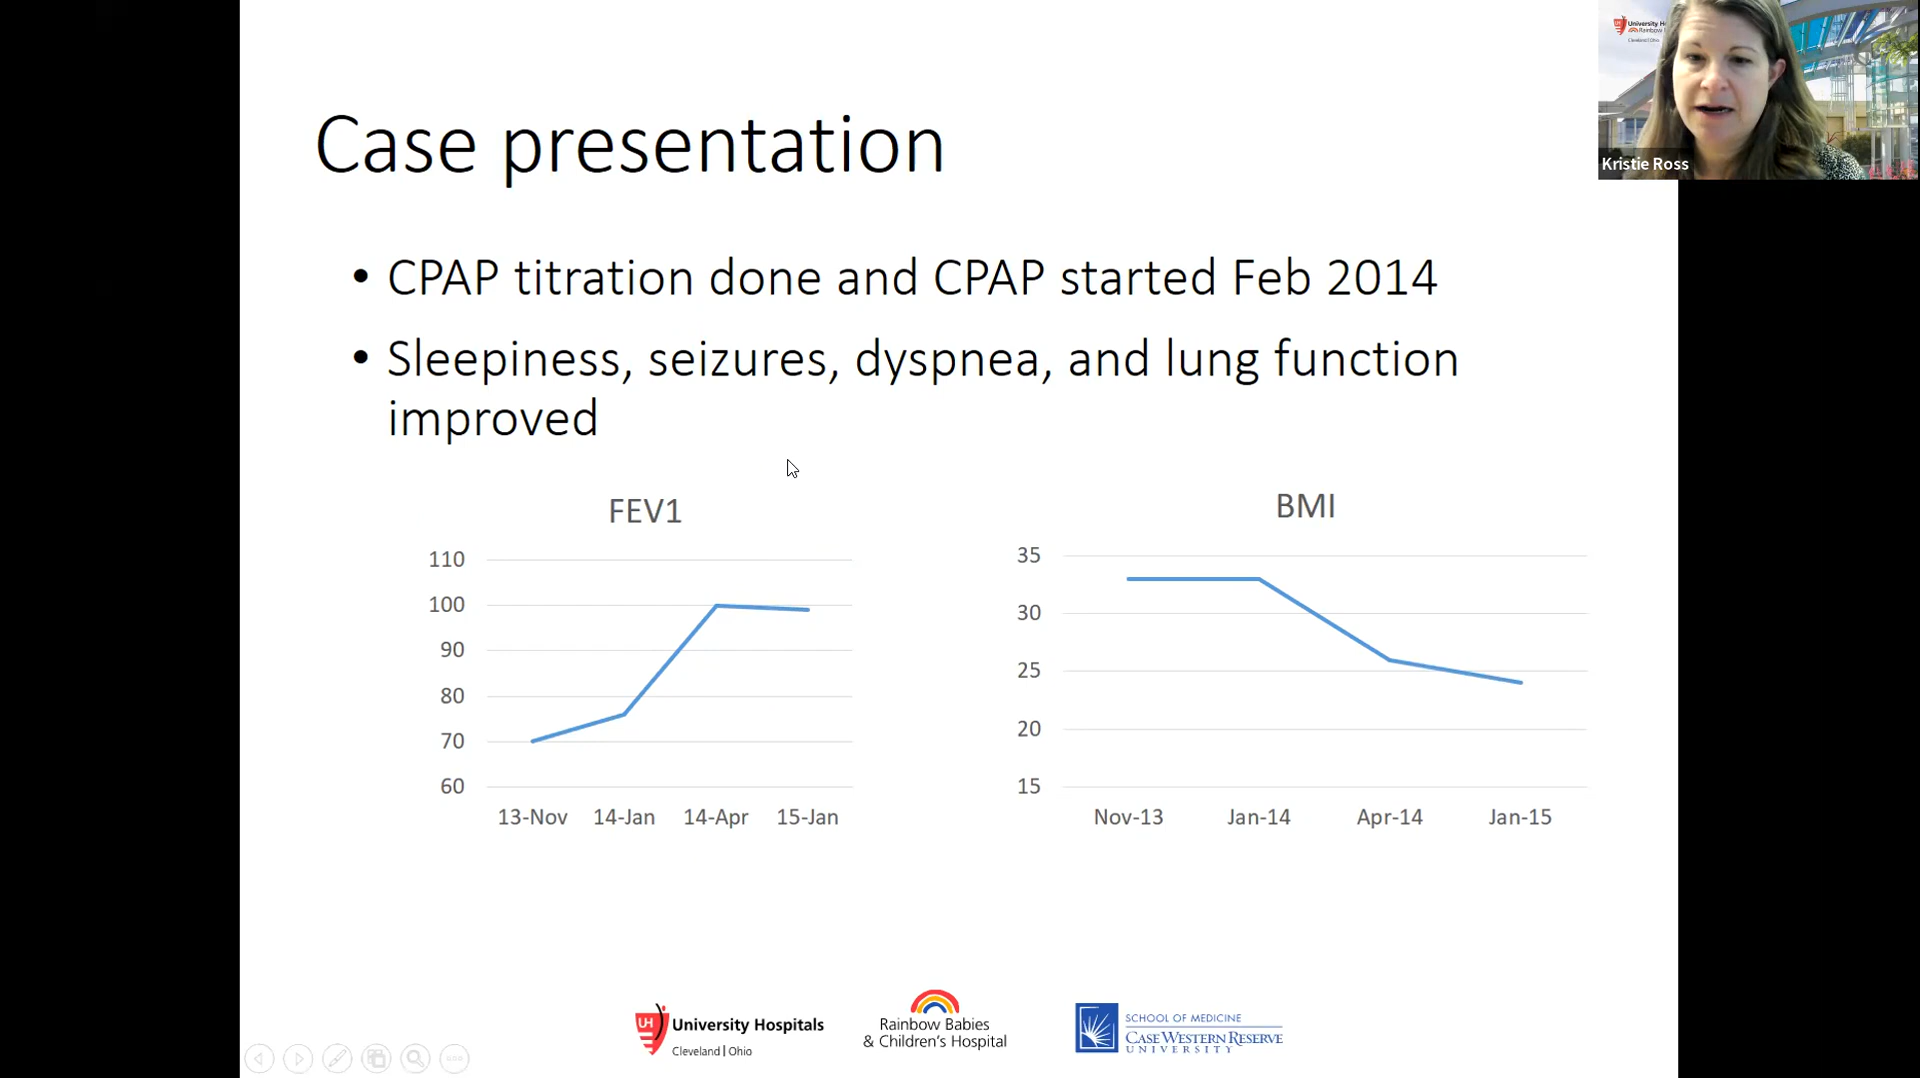 Case presentation
• CPAP titration done and CPAP started Feb 2014
• Sleepiness, seizures, dyspnea, and lung function
improved
FEV1
110
100
90
80
70
60
13-Nov 14-Jan 14-Apr 15-Jan
BMI
35
30
25
20
15
Nov-13 Jan-14 Apr-14 Jan-15
UH
University Hospitals
Cleveland | Ohio
Rainbow Babies
& Children's Hospital
SCHOOL OF MEDICINE
CASE WESTERN RESERVE
UNIVERSITY
Kristie Ross